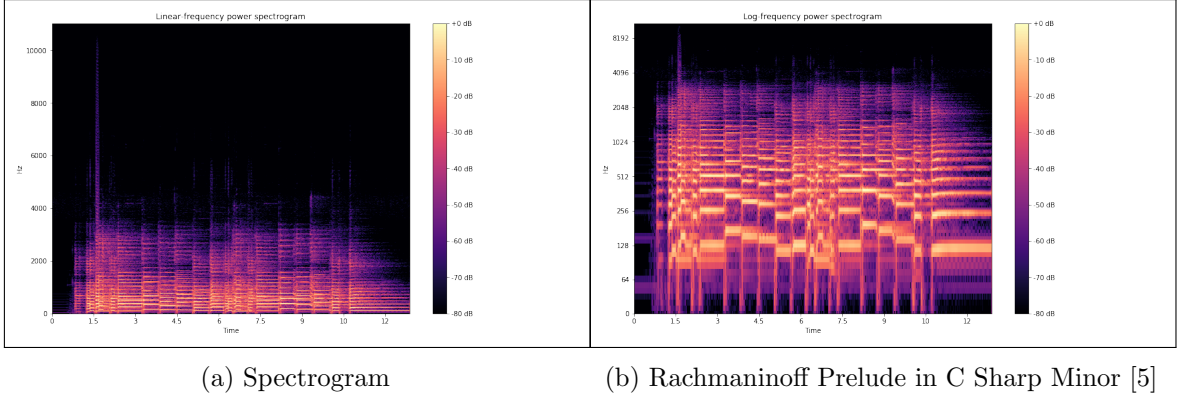 Linear-frequency power spectrogram
10000
8000
6000
4000
2000
0
Hz
0 1.5 3 4.5 6 7.5 9 10 12
Time
+0 dB
-10 dB
-20 dB
-30 dB
-40 dB
-50 dB
-60 dB
-70 dB
-80 dB
Log-frequency power spectrogram
8192
4096
2048
1024
512
256
128
64
0
Hz
0 1.5 3 4.5 6 7.5 9 10 12
Time
+0 dB
-10 dB
-20 dB
-30 dB
-40 dB
-50 dB
-60 dB
-70 dB
-80 dB
(a) Spectrogram
(b) Rachmaninoff Prelude in C Sharp Minor [5]